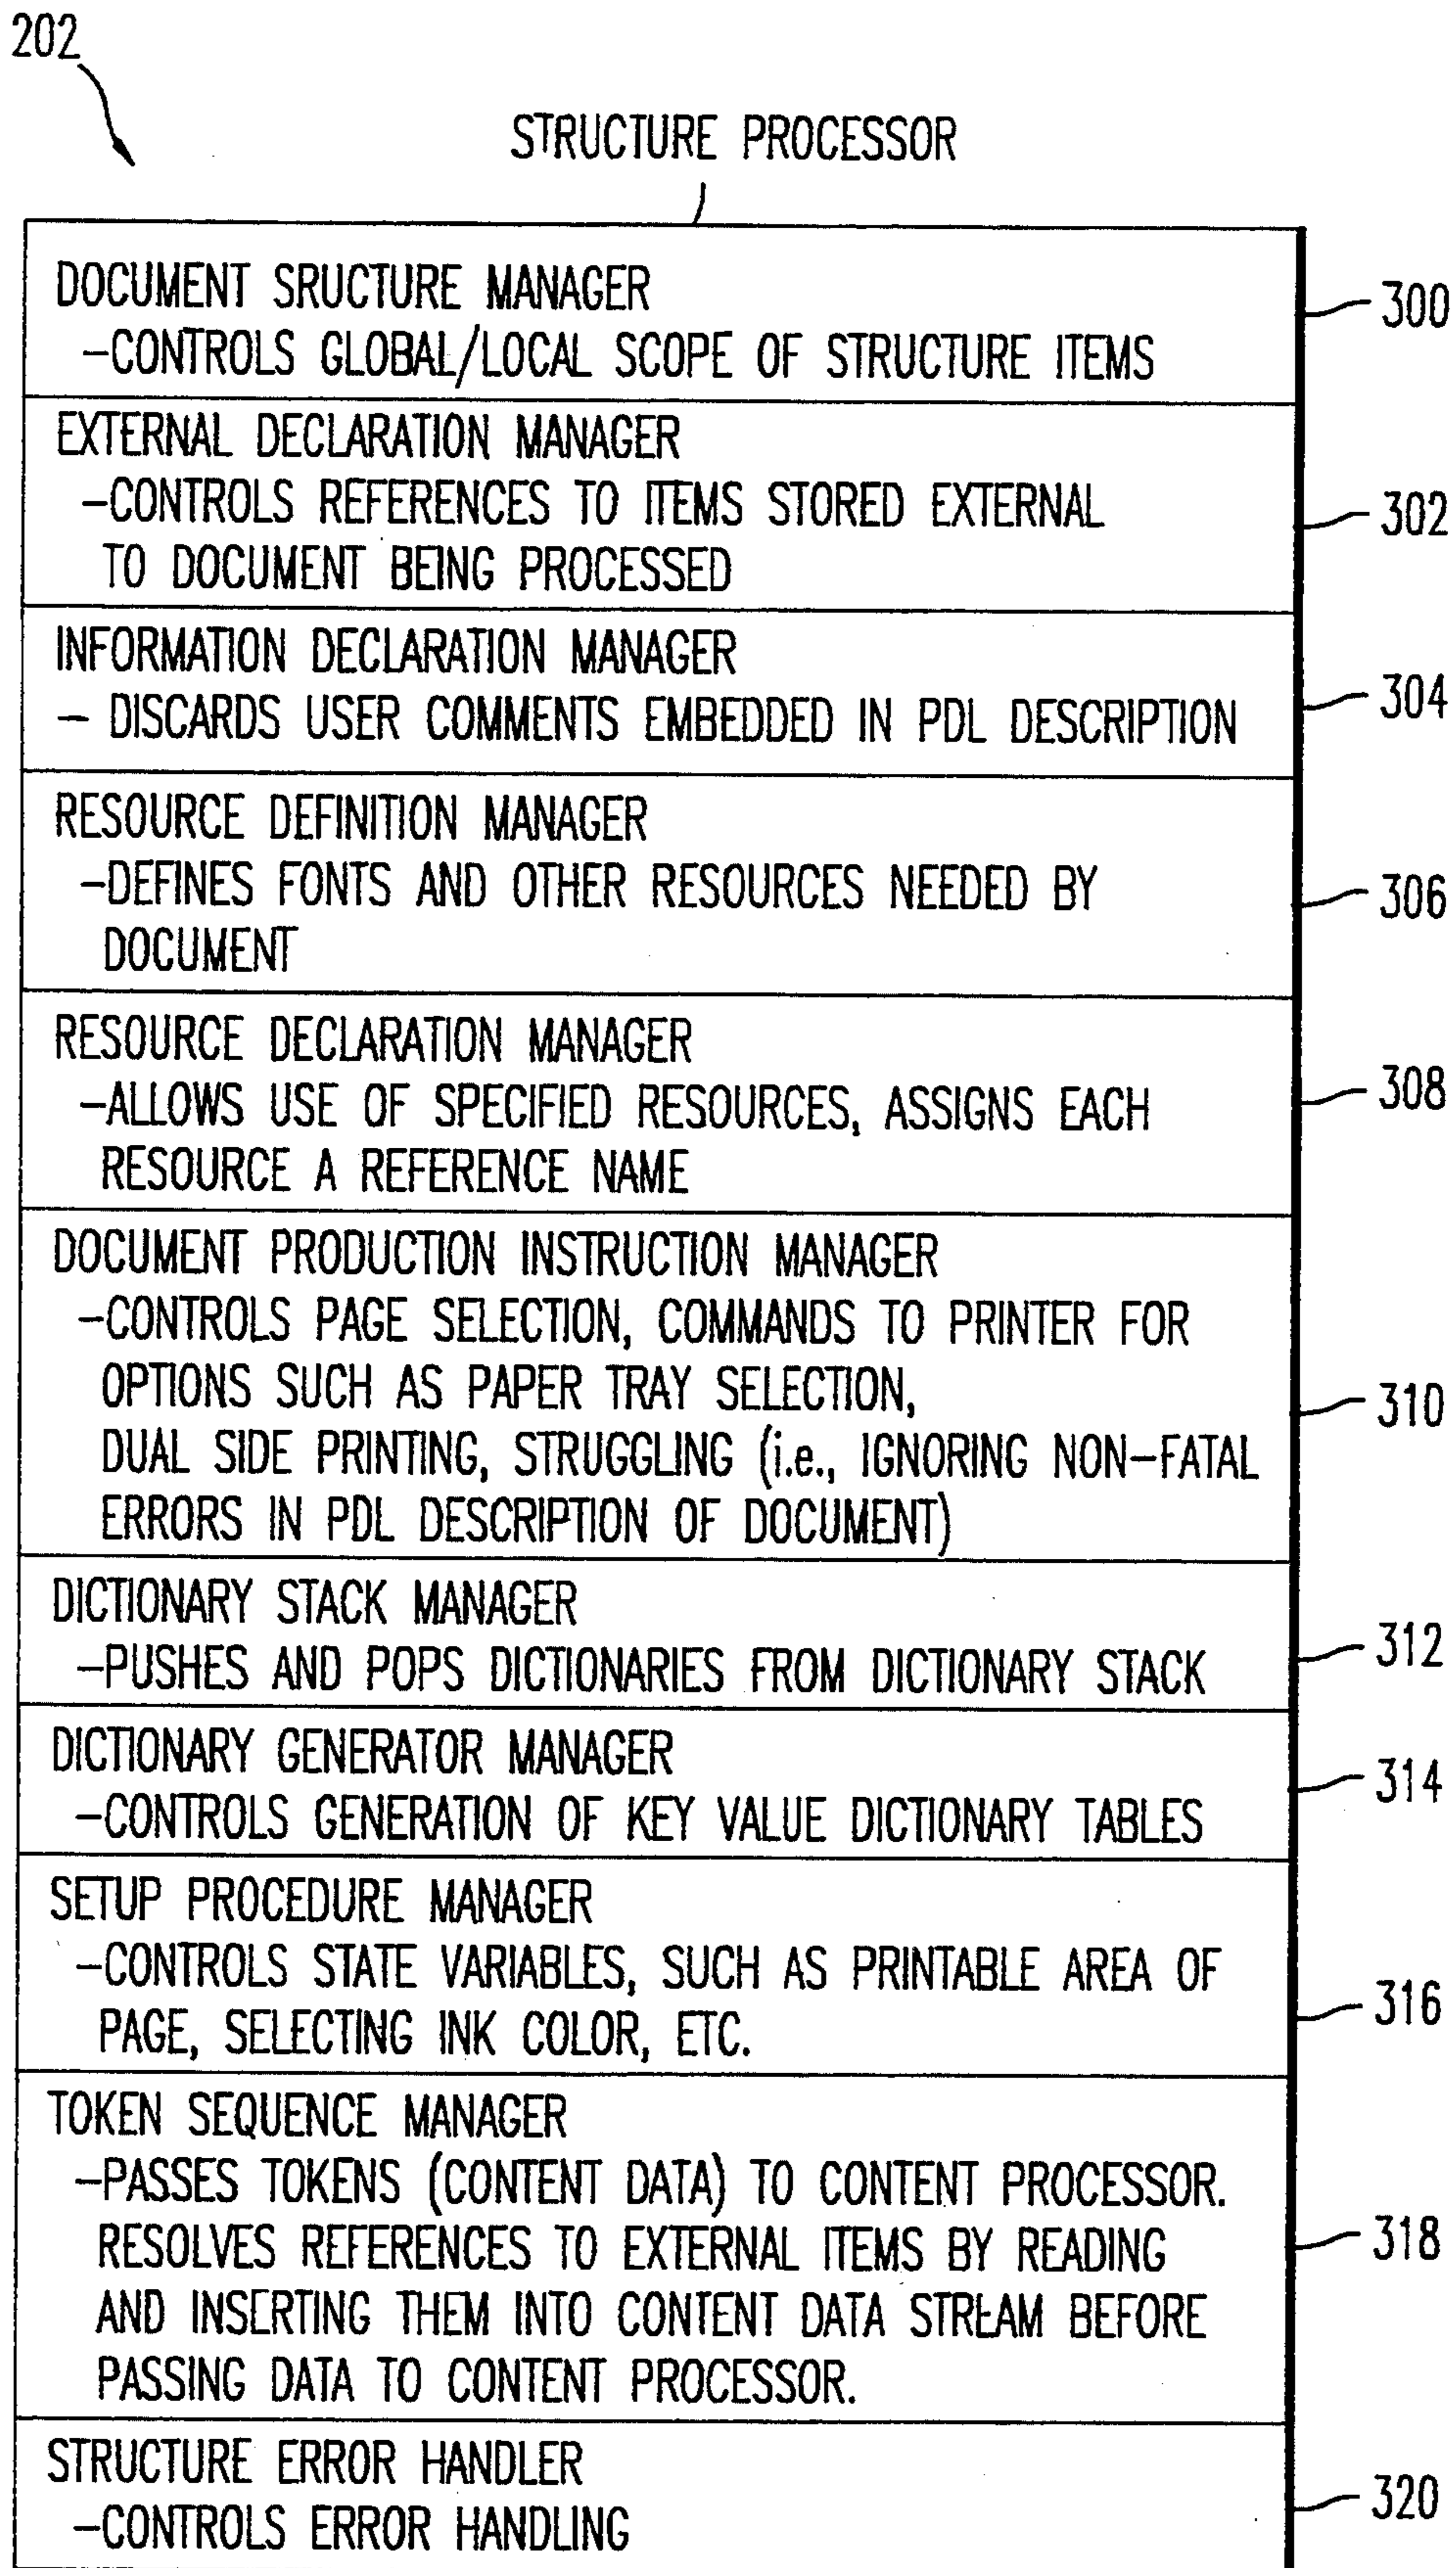 202
STRUCTURE PROCESSOR
DOCUMENT SRUCTURE MANAGER
-CONTROLS GLOBAL/LOCAL SCOPE OF STRUCTURE ITEMS
300
EXTERNAL DECLARATION MANAGER
-CONTROLS REFERENCES TO ITEMS STORED EXTERNAL
TO DOCUMENT BEING PROCESSED
302
INFORMATION DECLARATION MANAGER
- DISCARDS USER COMMENTS EMBEDDED IN PDL DESCRIPTION
304
RESOURCE DEFINITION MANAGER
-DEFINES FONTS AND OTHER RESOURCES NEEDED BY
DOCUMENT
306
RESOURCE DECLARATION MANAGER
-ALLOWS USE OF SPECIFIED RESOURCES, ASSIGNS EACH
RESOURCE A REFERENCE NAME
308
DOCUMENT PRODUCTION INSTRUCTION MANAGER
-CONTROLS PAGE SELECTION, COMMANDS TO PRINTER FOR
OPTIONS SUCH AS PAPER TRAY SELECTION,
DUAL SIDE PRINTING, STRUGGLING (i.e., IGNORING NON-FATAL
ERRORS IN PDL DESCRIPTION OF DOCUMENT)
310
DICTIONARY STACK MANAGER
-PUSHES AND POPS DICTIONARIES FROM DICTIONARY STACK
312
DICTIONARY GENERATOR MANAGER
-CONTROLS GENERATION OF KEY VALUE DICTIONARY TABLES
314
SETUP PROCEDURE MANAGER
-CONTROLS STATE VARIABLES, SUCH AS PRINTABLE AREA OF
PAGE, SELECTING INK COLOR, ETC.
316
TOKEN SEQUENCE MANAGER
-PASSES TOKENS (CONTENT DATA) TO CONTENT PROCESSOR.
RESOLVES REFERENCES TO EXTERNAL ITEMS BY READING
AND INSERTING THEM INTO CONTENT DATA STREAM BEFORE
PASSING DATA TO CONTENT PROCESSOR.
318
STRUCTURE ERROR HANDLER
-CONTROLS ERROR HANDLING
320